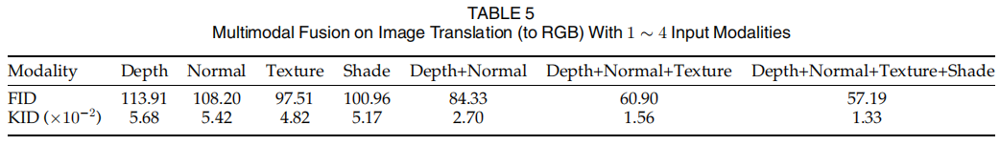 TABLE 5
Multimodal Fusion on Image Translation (to RGB) With 1 ∼ 4 Input Modalities
Modality Depth Normal Texture Shade Depth+Normal Depth+Normal+Texture Depth+Normal+Texture+Shade
FID 113.91 108.20 97.51 100.96 84.33 60.90 57.19
KID (×10⁻²) 5.68 5.42 4.82 5.17 2.70 1.56 1.33